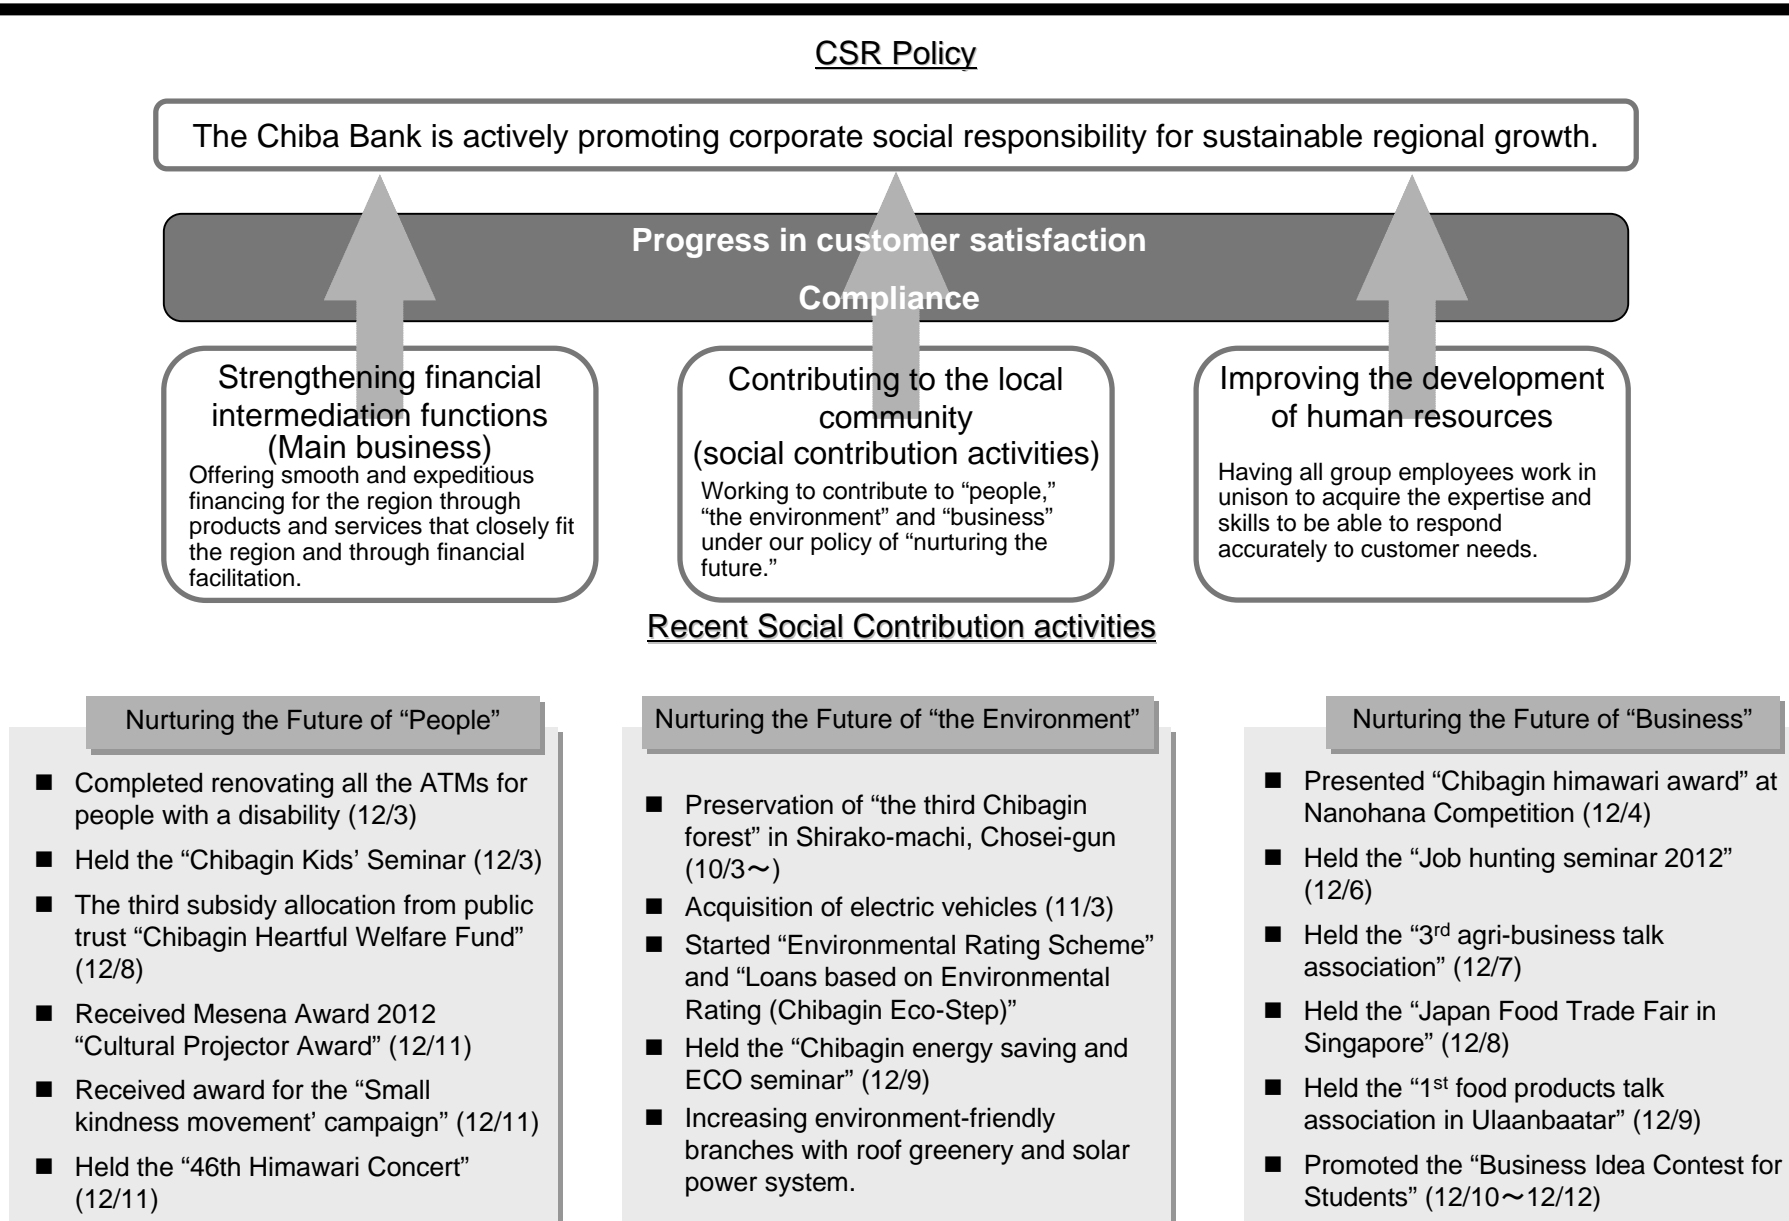 CSR Policy
The Chiba Bank is actively promoting corporate social responsibility for sustainable regional growth.
Progress in customer satisfaction
Compliance
Strengthening financial
intermediation functions
(Main business)
Offering smooth and expeditious
financing for the region through
products and services that closely fit
the region and through financial
facilitation.
Contributing to the local
community
(social contribution activities)
Working to contribute to “people,”
“the environment” and “business”
under our policy of “nurturing the
future.”
Improving the development
of human resources
Having all group employees work in
unison to acquire the expertise and
skills to be able to respond
accurately to customer needs.
Recent Social Contribution activities
Nurturing the Future of “People”
■ Completed renovating all the ATMs for
people with a disability (12/3)
■ Held the “Chibagin Kids’ Seminar (12/3)
■ The third subsidy allocation from public
trust “Chibagin Heartful Welfare Fund”
(12/8)
■ Received Mesena Award 2012
“Cultural Projector Award” (12/11)
■ Received award for the “Small
kindness movement’ campaign” (12/11)
■ Held the “46th Himawari Concert”
(12/11)
Nurturing the Future of “the Environment”
■ Preservation of “the third Chibagin
forest” in Shirako-machi, Chosei-gun
(10/3～)
■ Acquisition of electric vehicles (11/3)
■ Started “Environmental Rating Scheme”
and “Loans based on Environmental
Rating (Chibagin Eco-Step)”
■ Held the “Chibagin energy saving and
ECO seminar” (12/9)
■ Increasing environment-friendly
branches with roof greenery and solar
power system.
Nurturing the Future of “Business”
■ Presented “Chibagin himawari award” at
Nanohana Competition (12/4)
■ Held the “Job hunting seminar 2012”
(12/6)
■ Held the “3rd agri-business talk
association” (12/7)
■ Held the “Japan Food Trade Fair in
Singapore” (12/8)
■ Held the “1st food products talk
association in Ulaanbaatar” (12/9)
■ Promoted the “Business Idea Contest for
Students” (12/10～12/12)